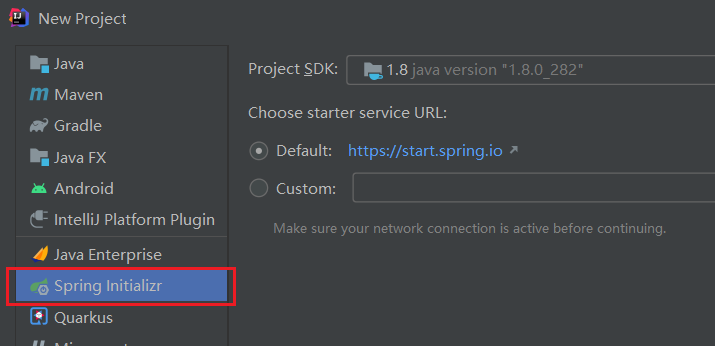 New Project
Java
Maven
Gradle
Java FX
Android
IntelliJ Platform Plugin
Java Enterprise
Spring Initializr
Quarkus
Project SDK: 1.8 java version "1.8.0_282"
Choose starter service URL:
Default: https://start.spring.io
Custom:
Make sure your network connection is active before continuing.